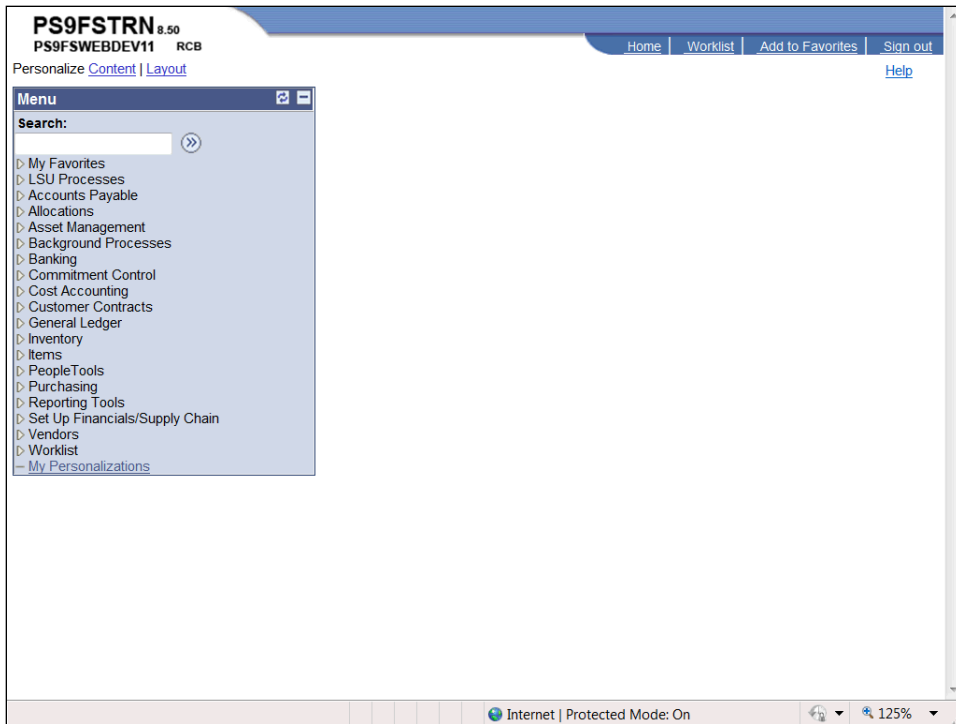 PS9FSTRN 8.50
PS9FSWEBDEV11 RCB
Home Worklist Add to Favorites Sign out
Personalize Content | Layout
Help
Menu
Search:
My Favorites
LSU Processes
Accounts Payable
Allocations
Asset Management
Background Processes
Banking
Commitment Control
Cost Accounting
Customer Contracts
General Ledger
Inventory
Items
PeopleTools
Purchasing
Reporting Tools
Set Up Financials/Supply Chain
Vendors
Worklist
My Personalizations
Internet | Protected Mode: On
125%